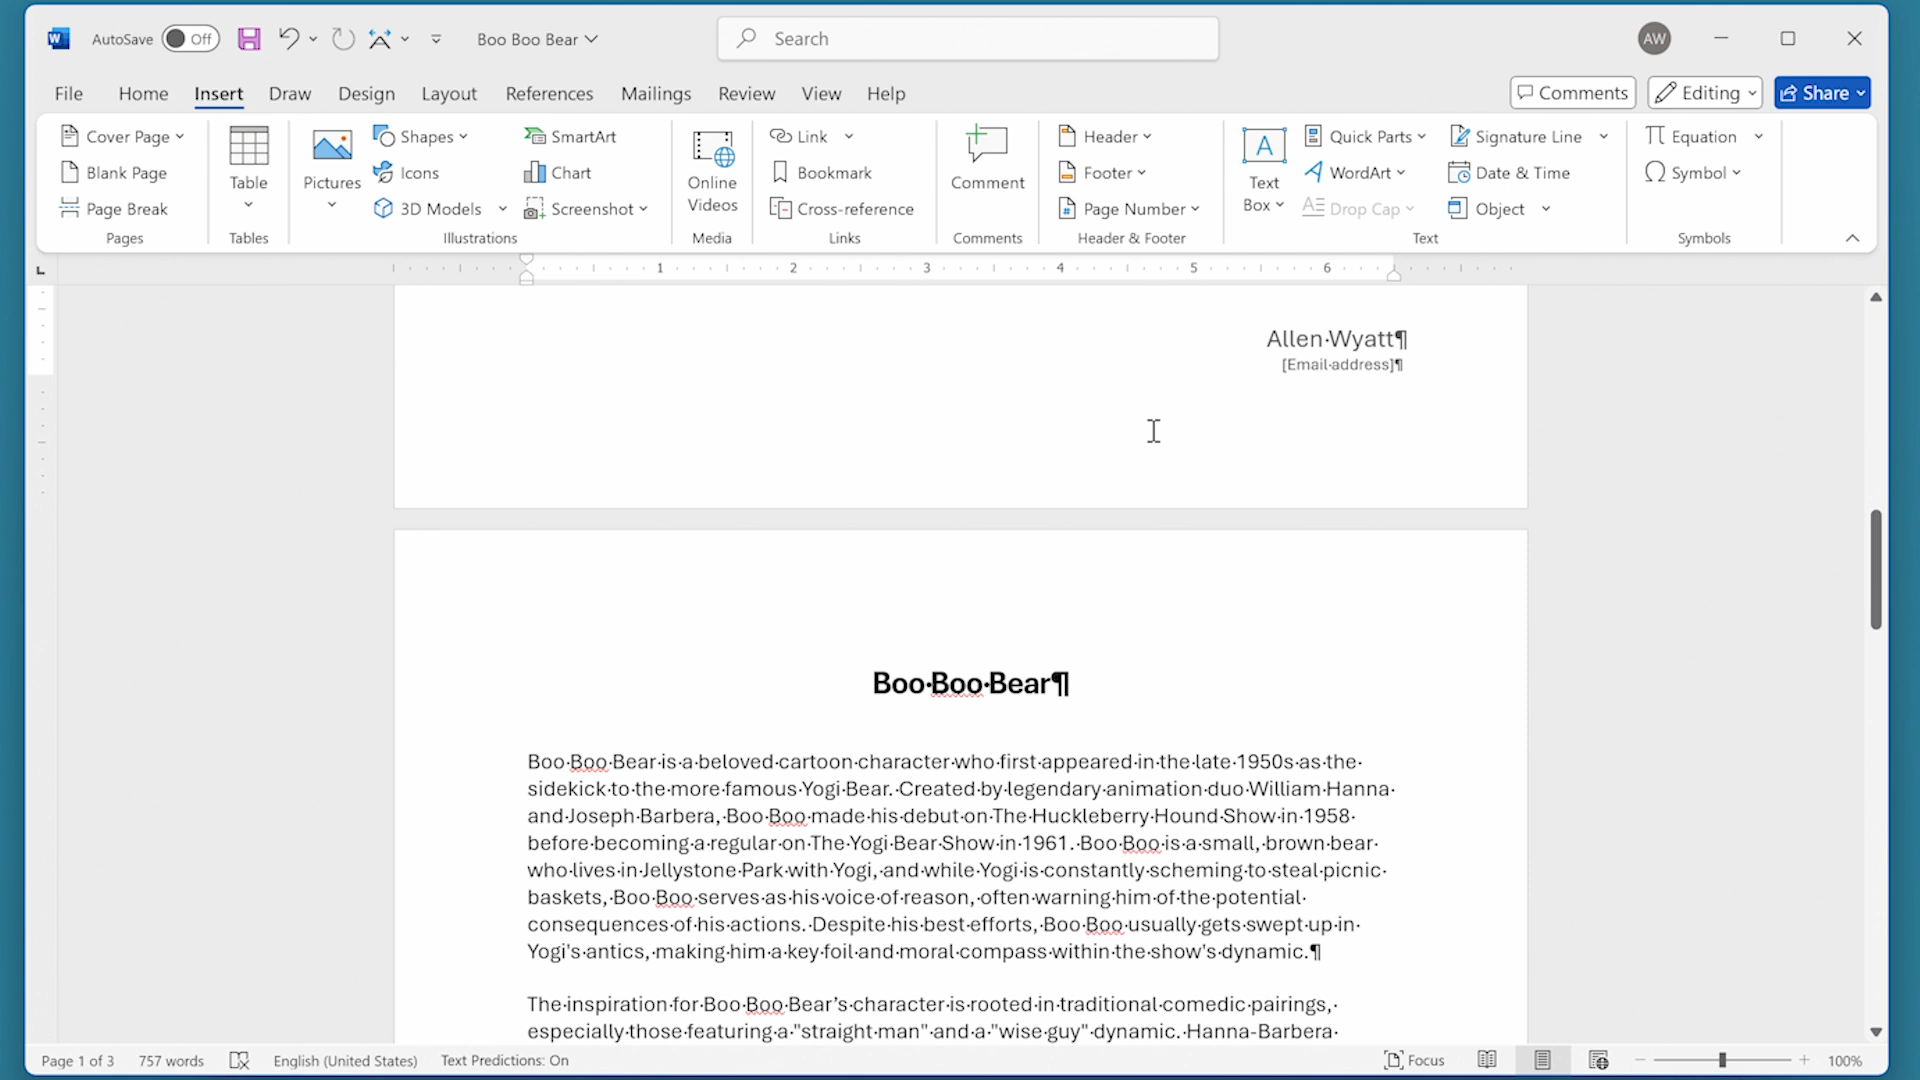 W AutoSave Off Boo Boo Bear Search AW
File Home Insert Draw Design Layout References Mailings Review View Help Comments Editing Share
Cover Page
Blank Page
Page Break
Pages
Table
Tables
Pictures
Shapes
Icons
3D Models
SmartArt
Chart
Screenshot
Illustrations
Online
Videos
Media
Link
Bookmark
Cross-reference
Links
Comment
Comments
Header
Footer
Page Number
Header & Footer
A
Text
Box
Quick Parts
WordArt
Drop Cap
Signature Line
Date & Time
Object
Text
Equation
Symbol
Symbols
1 2 3 4 5 6
Allen·Wyatt¶
[Email·address]¶
Boo·Boo·Bear¶
Boo·Boo·Bear·is·a·beloved·cartoon·character·who·first·appeared·in·the·late·1950s·as·the·
sidekick·to·the·more·famous·Yogi·Bear.·Created·by·legendary·animation·duo·William·Hanna·
and·Joseph·Barbera,·Boo·Boo·made·his·debut·on·The·Huckleberry·Hound·Show·in·1958·
before·becoming·a·regular·on·The·Yogi·Bear·Show·in·1961.·Boo·Boo·is·a·small,·brown·bear·
who·lives·in·Jellystone·Park·with·Yogi,·and·while·Yogi·is·constantly·scheming·to·steal·picnic·
baskets,·Boo·Boo·serves·as·his·voice·of·reason,·often·warning·him·of·the·potential·
consequences·of·his·actions.·Despite·his·best·efforts,·Boo·Boo·usually·gets·swept·up·in·
Yogi's·antics,·making·him·a·key·foil·and·moral·compass·within·the·show's·dynamic.¶
The·inspiration·for·Boo·Boo·Bear’s·character·is·rooted·in·traditional·comedic·pairings,·
especially·those·featuring·a·"straight·man"·and·a·"wise·guy"·dynamic.·Hanna-Barbera·
Page 1 of 3 757 words English (United States) Text Predictions: On Focus 100%